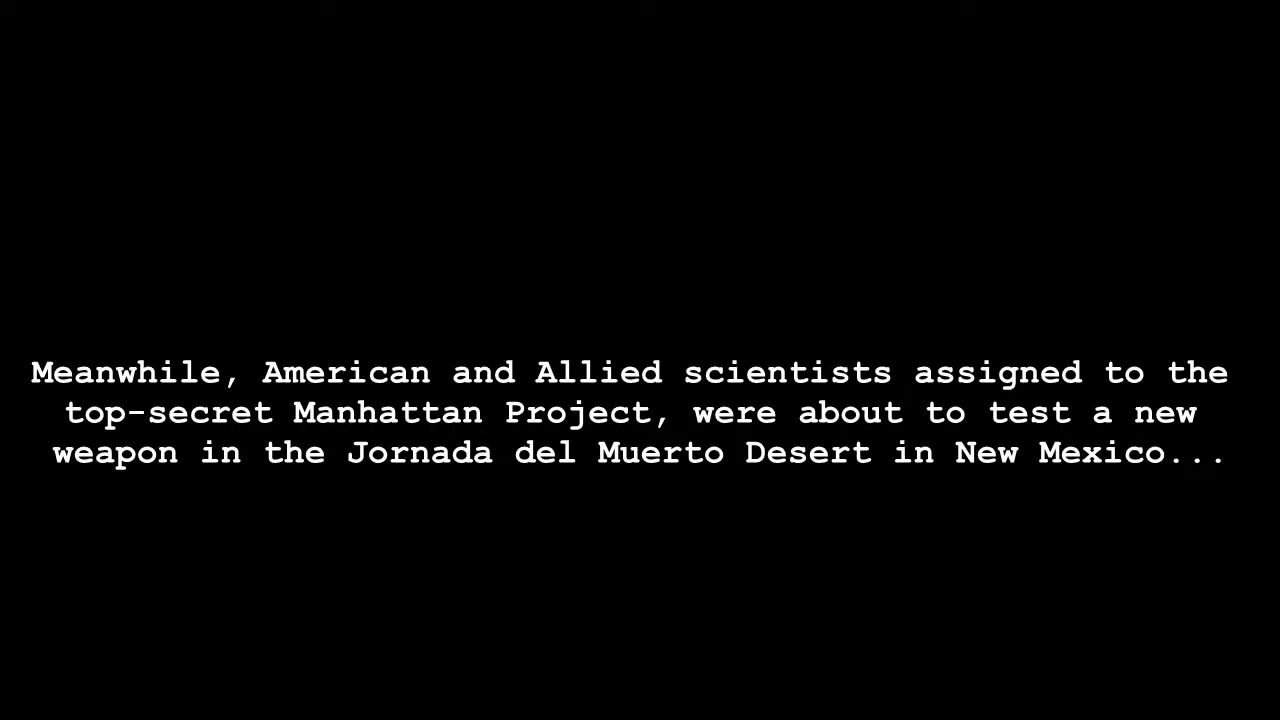 Meanwhile, American and Allied scientists assigned to the
top-secret Manhattan Project, were about to test a new
weapon in the Jornada del Muerto Desert in New Mexico...